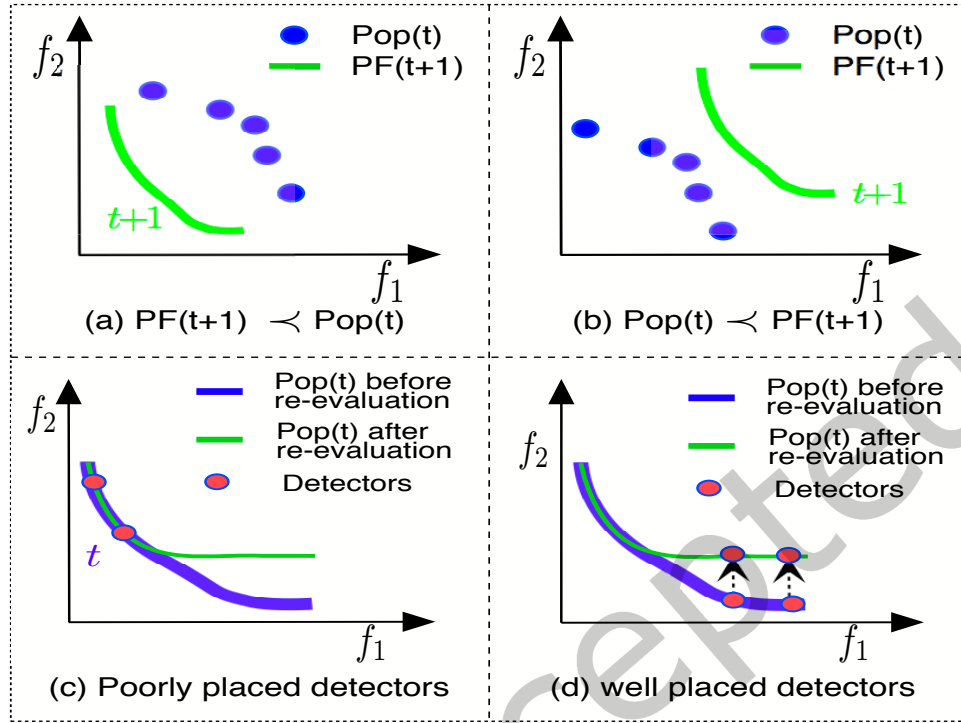 f2
Pop(t)
PF(t+1)
t+1
f1
(a) PF(t+1) ≺ Pop(t)
f2
Pop(t)
PF(t+1)
t+1
f1
(b) Pop(t) ≺ PF(t+1)
f2
Pop(t) before
re-evaluation
Pop(t) after
re-evaluation
Detectors
t
f1
(c) Poorly placed detectors
f2
Pop(t) before
re-evaluation
Pop(t) after
re-evaluation
Detectors
f1
(d) well placed detectors
cepted